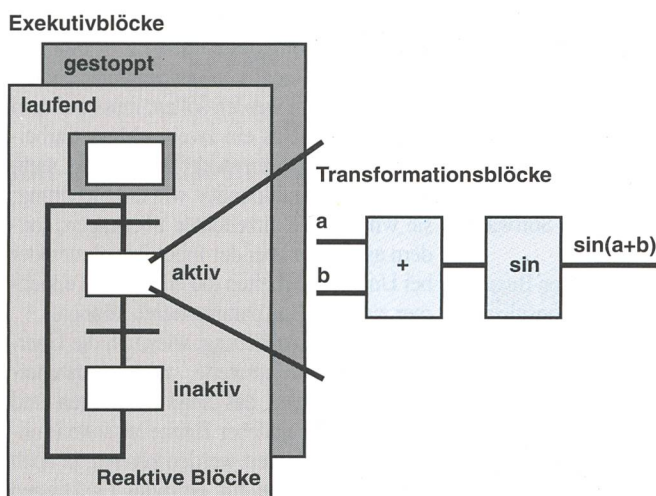 Exekutivblöcke
gestoppt
laufend
Transformationsblöcke
a
b
+
sin
sin(a+b)
aktiv
inaktiv
Reaktive Blöcke